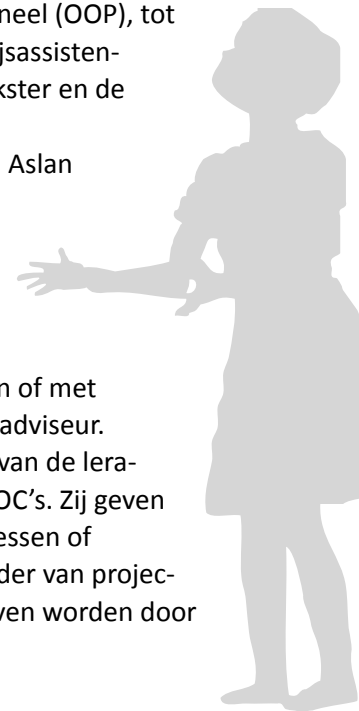 neel (OOP), tot
jsassisten-
kster en de
Aslan
n of met
adviseur.
van de lera-
OC's. Zij geven
essen of
der van projec-
ven worden door